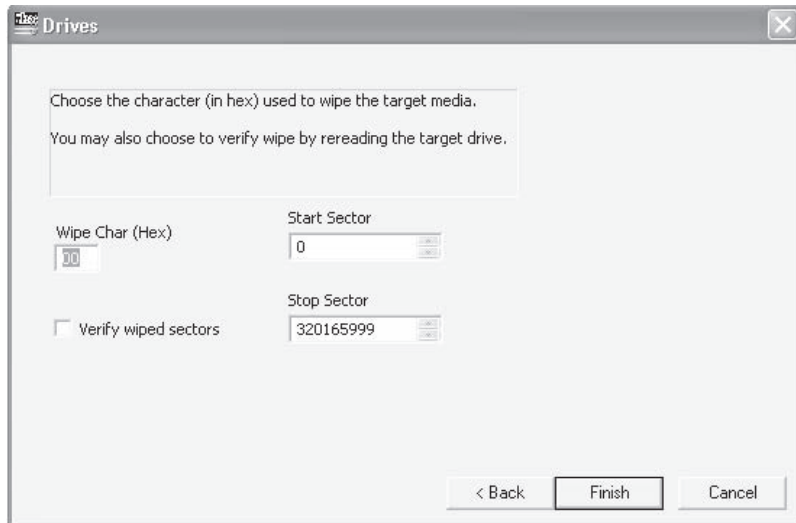 Drives
Choose the character (in hex) used to wipe the target media.
You may also choose to verify wipe by rereading the target drive.
Wipe Char (Hex)
00
Start Sector
0
Stop Sector
320165999
Verify wiped sectors
< Back
Finish
Cancel